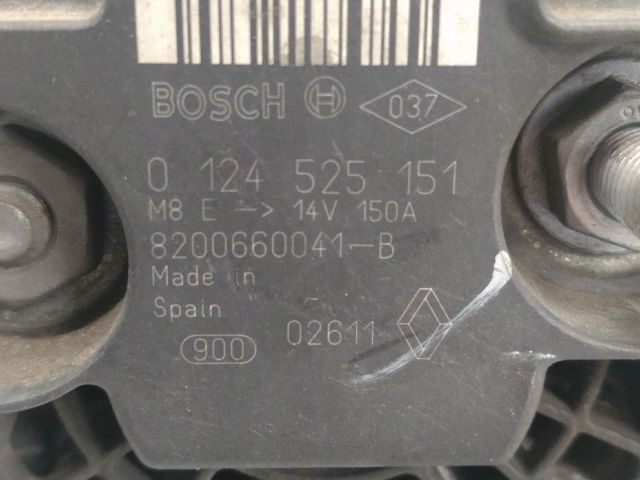 BOSCH 037
0 124 525 151
M8 E -> 14V 150A
8200660041-B
Made in
Spain
900 02611